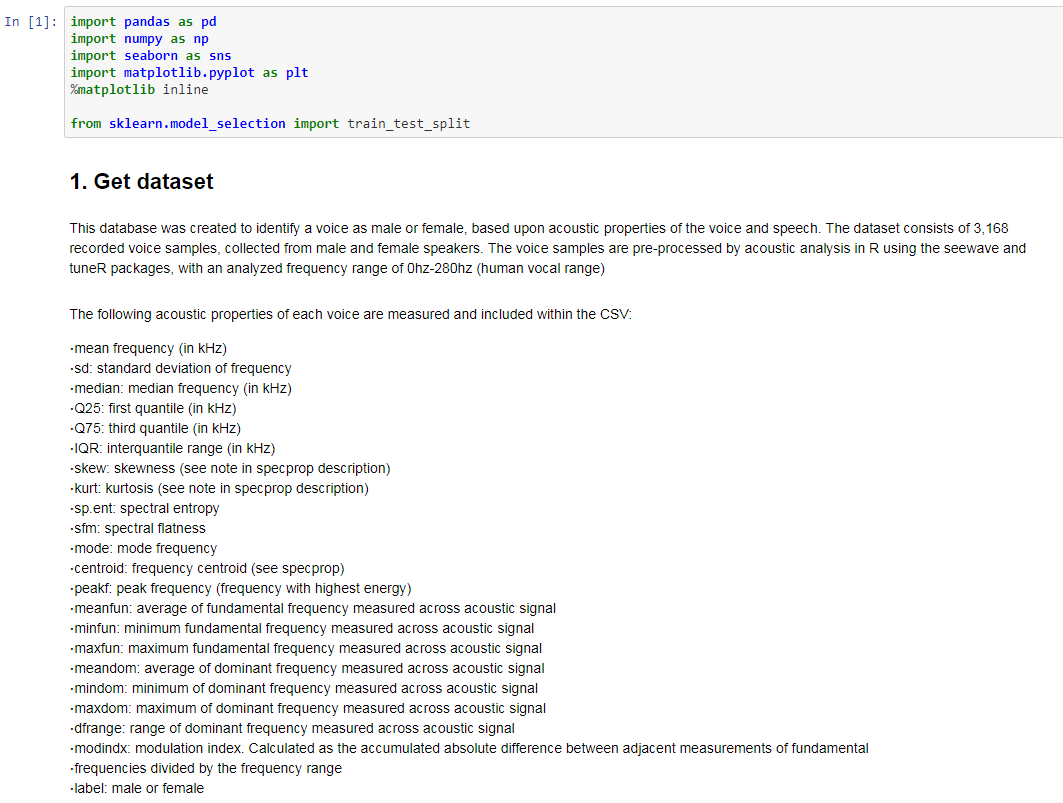 In [1]:
import pandas as pd
import numpy as np
import seaborn as sns
import matplotlib.pyplot as plt
%matplotlib inline
from sklearn.model_selection import train_test_split
1. Get dataset
This database was created to identify a voice as male or female, based upon acoustic properties of the voice and speech. The dataset consists of 3,168
recorded voice samples, collected from male and female speakers. The voice samples are pre-processed by acoustic analysis in R using the seewave and
tuneR packages, with an analyzed frequency range of 0hz-280hz (human vocal range)
The following acoustic properties of each voice are measured and included within the CSV:
·mean frequency (in kHz)
·sd: standard deviation of frequency
·median: median frequency (in kHz)
·Q25: first quantile (in kHz)
·Q75: third quantile (in kHz)
·IQR: interquantile range (in kHz)
·skew: skewness (see note in specprop description)
·kurt: kurtosis (see note in specprop description)
·sp.ent: spectral entropy
·sfm: spectral flatness
·mode: mode frequency
·centroid: frequency centroid (see specprop)
·peakf: peak frequency (frequency with highest energy)
·meanfun: average of fundamental frequency measured across acoustic signal
·minfun: minimum fundamental frequency measured across acoustic signal
·maxfun: maximum fundamental frequency measured across acoustic signal
·meandom: average of dominant frequency measured across acoustic signal
·mindom: minimum of dominant frequency measured across acoustic signal
·maxdom: maximum of dominant frequency measured across acoustic signal
·dfrange: range of dominant frequency measured across acoustic signal
·modindx: modulation index. Calculated as the accumulated absolute difference between adjacent measurements of fundamental
·frequencies divided by the frequency range
·label: male or female